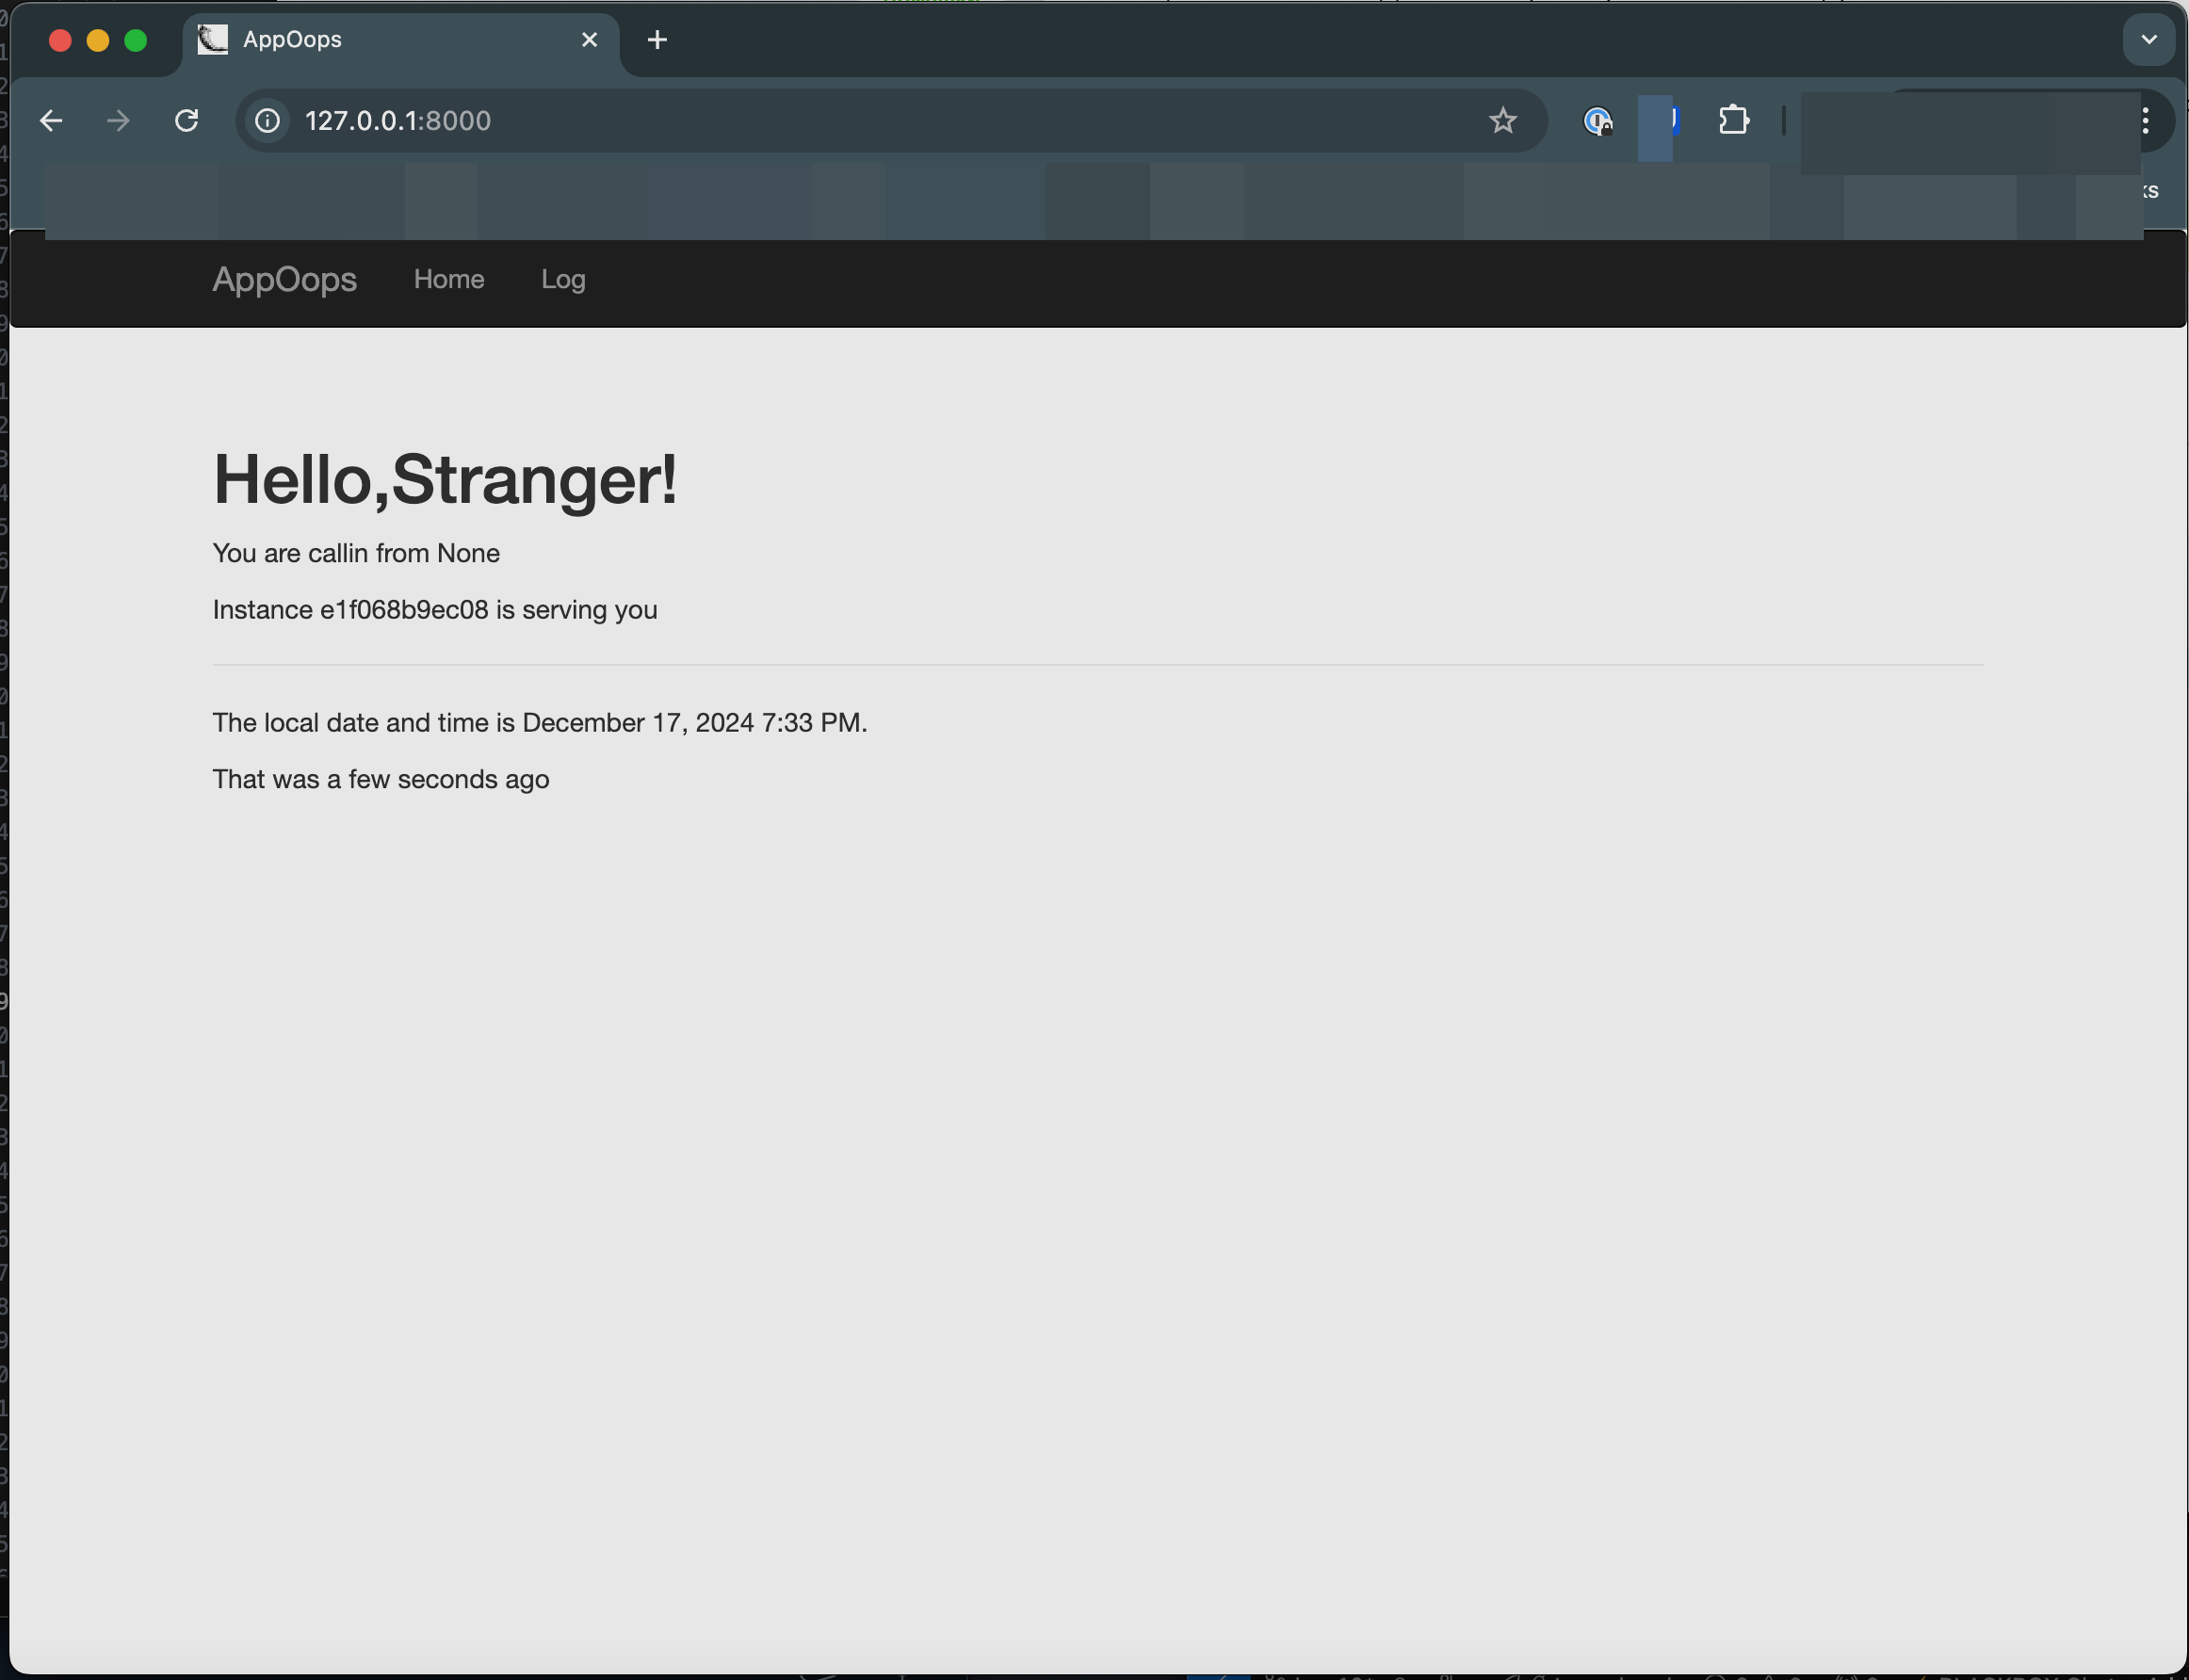 AppOops
127.0.0.1:8000
ks
AppOops Home Log
Hello,Stranger!
You are callin from None
Instance e1f068b9ec08 is serving you
The local date and time is December 17, 2024 7:33 PM.
That was a few seconds ago